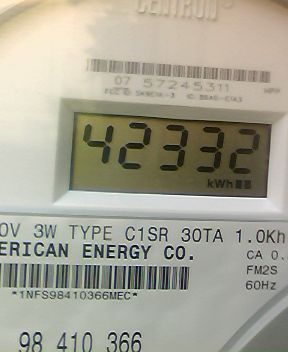 CENTRON
07 57245311
42332
kWh
0V 3W TYPE C1SR 30TA 1.0Kh
ERICAN ENERGY CO.
CA 0.
FM2S
60Hz
*1NFS98410366MEC*
98 410 366